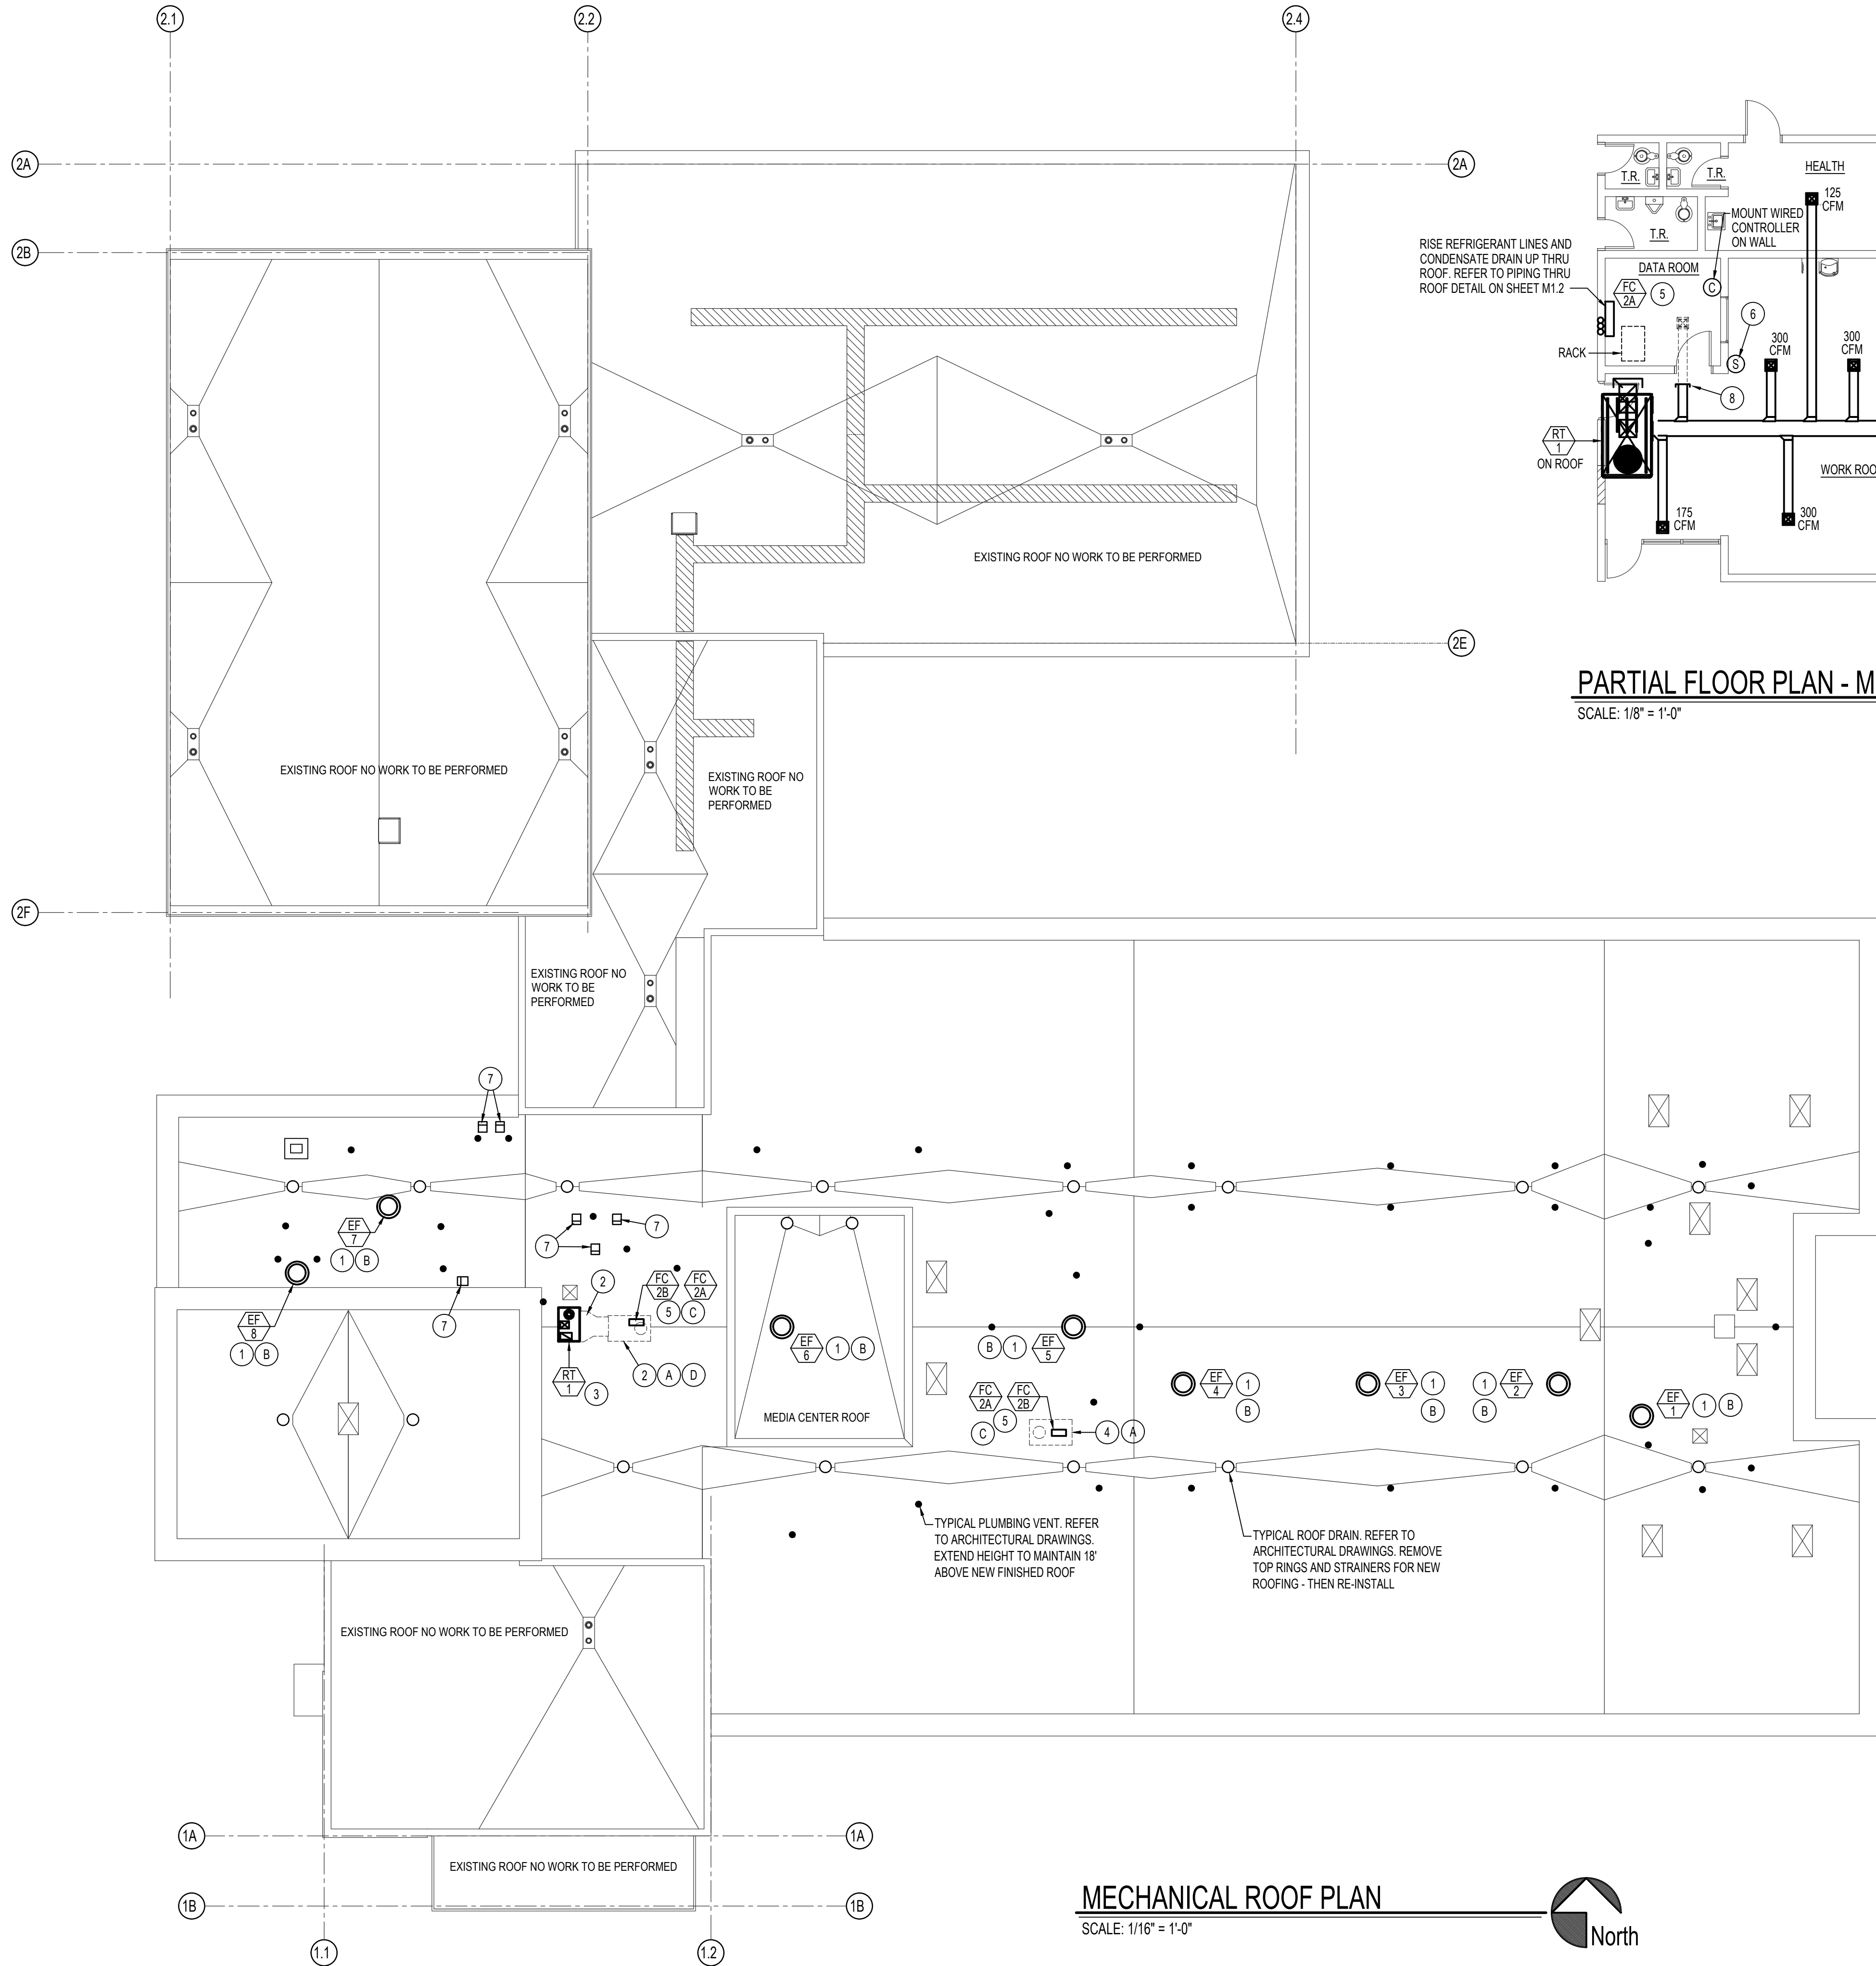 2.1
2.2
2.4
2A
2A
2B
2E
2F
EXISTING ROOF NO WORK TO BE PERFORMED
EXISTING ROOF NO WORK TO BE PERFORMED
EXISTING ROOF NO
WORK TO BE
PERFORMED
EXISTING ROOF NO
WORK TO BE
PERFORMED
RISE REFRIGERANT LINES AND
CONDENSATE DRAIN UP THRU
ROOF. REFER TO PIPING THRU
ROOF DETAIL ON SHEET M1.2
T.R.
T.R.
T.R.
HEALTH
125
CFM
MOUNT WIRED
CONTROLLER
ON WALL
DATA ROOM
FC
2A
5
C
6
S
RACK
300
CFM
300
CFM
8
RT
1
ON ROOF
WORK ROO
175
CFM
300
CFM
PARTIAL FLOOR PLAN - M
SCALE: 1/8" = 1'-0"
7
EF
7
1
B
EF
8
1
B
7
7
7
2
FC
2B
FC
2A
5
C
RT
1
3
2
A
D
EF
6
1
B
MEDIA CENTER ROOF
B
1
EF
5
FC
2A
FC
2B
5
C
4
A
EF
4
1
B
EF
3
1
B
1
EF
2
B
EF
1
1
B
TYPICAL PLUMBING VENT. REFER
TO ARCHITECTURAL DRAWINGS.
EXTEND HEIGHT TO MAINTAIN 18'
ABOVE NEW FINISHED ROOF
TYPICAL ROOF DRAIN. REFER TO
ARCHITECTURAL DRAWINGS. REMOVE
TOP RINGS AND STRAINERS FOR NEW
ROOFING - THEN RE-INSTALL
EXISTING ROOF NO WORK TO BE PERFORMED
1A
1A
EXISTING ROOF NO WORK TO BE PERFORMED
1B
1B
1.1
1.2
MECHANICAL ROOF PLAN
SCALE: 1/16" = 1'-0"
North